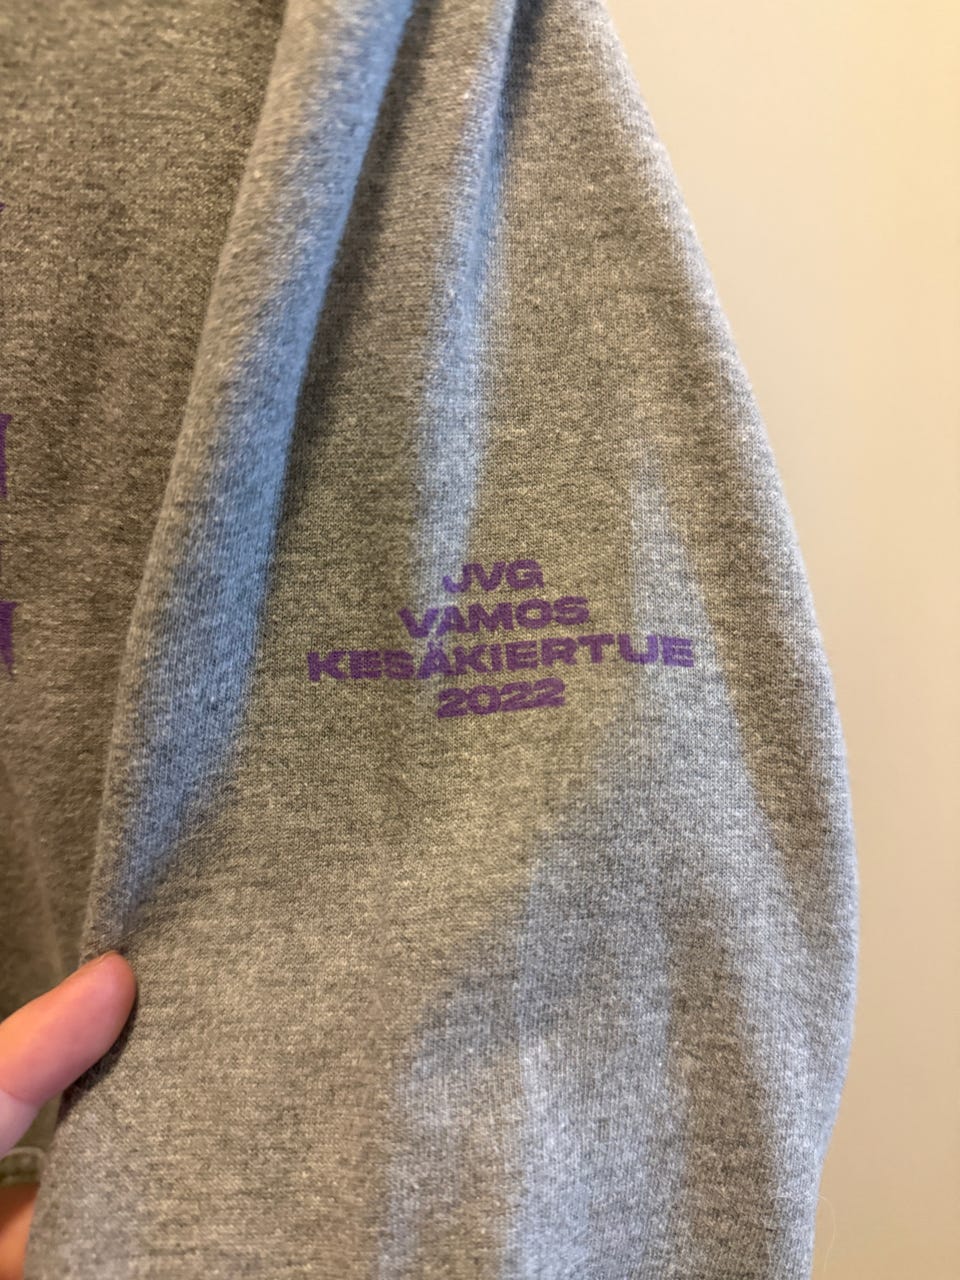 JVG
VAMOS
KESÄKIERTUE
2022